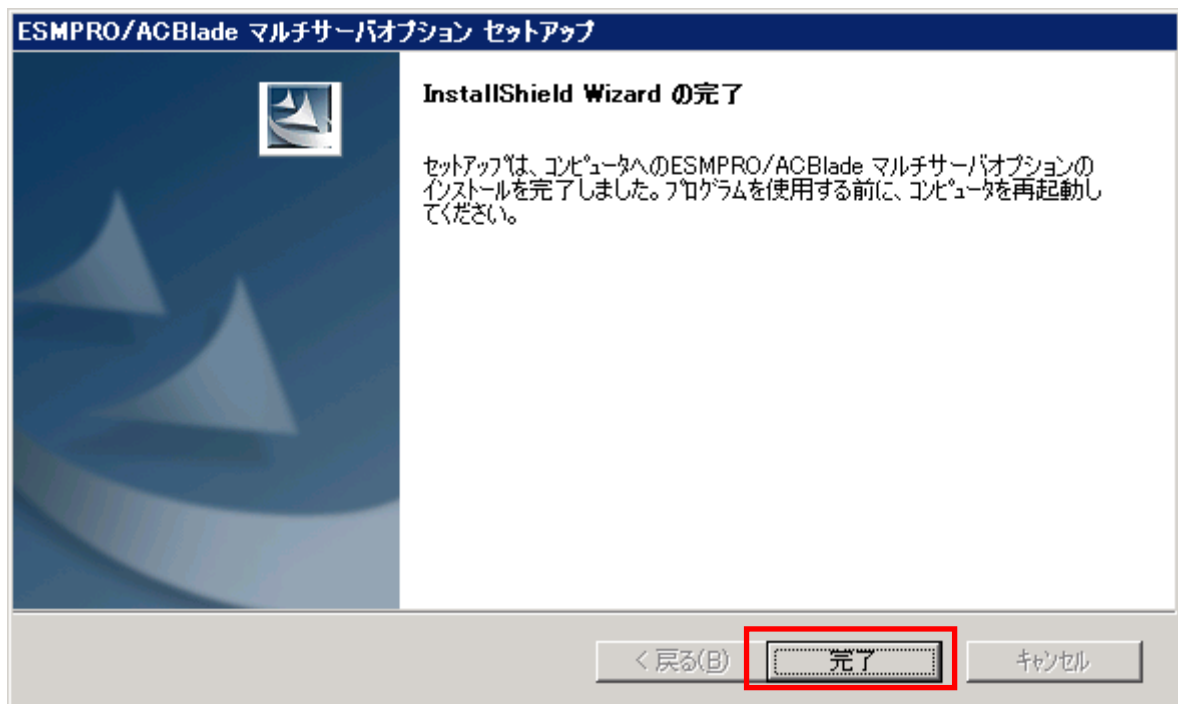 ESMPRO/ACBlade マルチサーバオプション セットアップ
InstallShield Wizard の完了
セットアップは、コンピュータへのESMPRO/ACBlade マルチサーバオプションの
インストールを完了しました。プログラムを使用する前に、コンピュータを再起動し
てください。
< 戻る(B)
完了
キャンセル